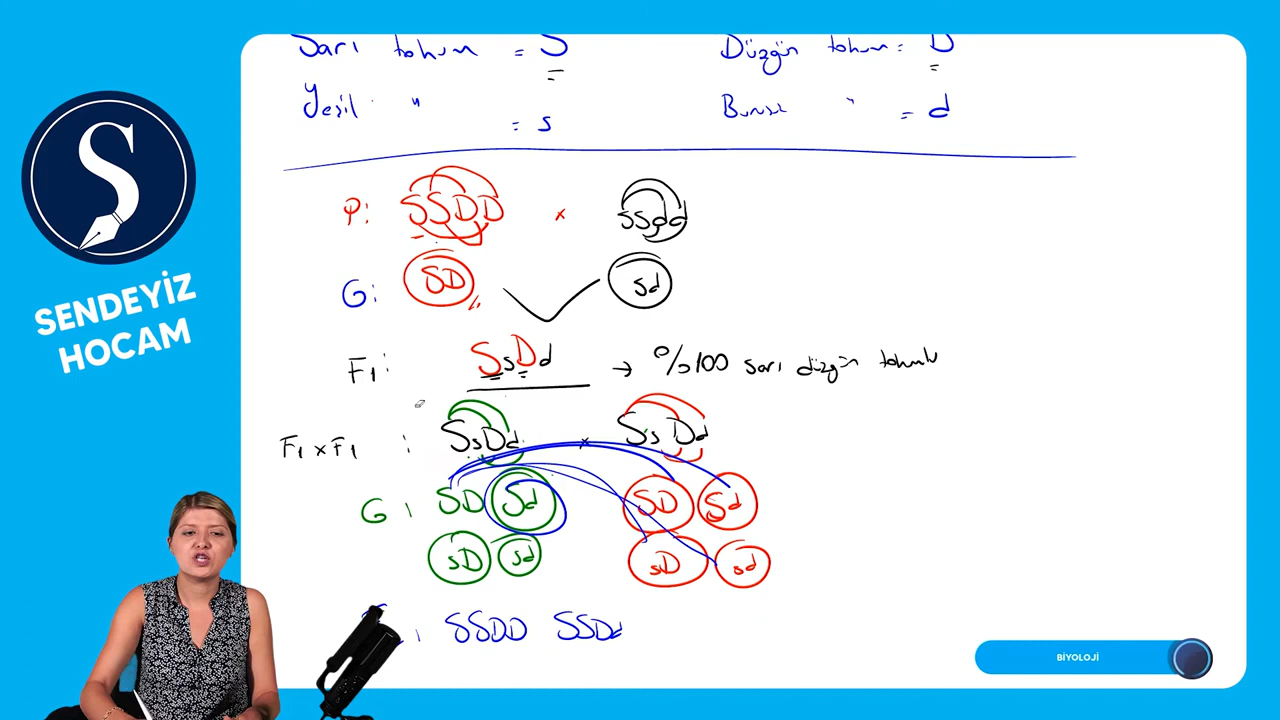 Sarı tohum = S
Düzgün tohum = D
Yeşil " = s
Buruşuk " = d
P: SSDD x ssdd
G: SD sd
F1: SsDd → %100 sarı düzgün tohumlu
F1 x F1 : SsDd x SsDd
G: SD Sd SD Sd
sD sd sD sd
: SSDD SSDd
S
SENDEYİZ
HOCAM
BİYOLOJİ